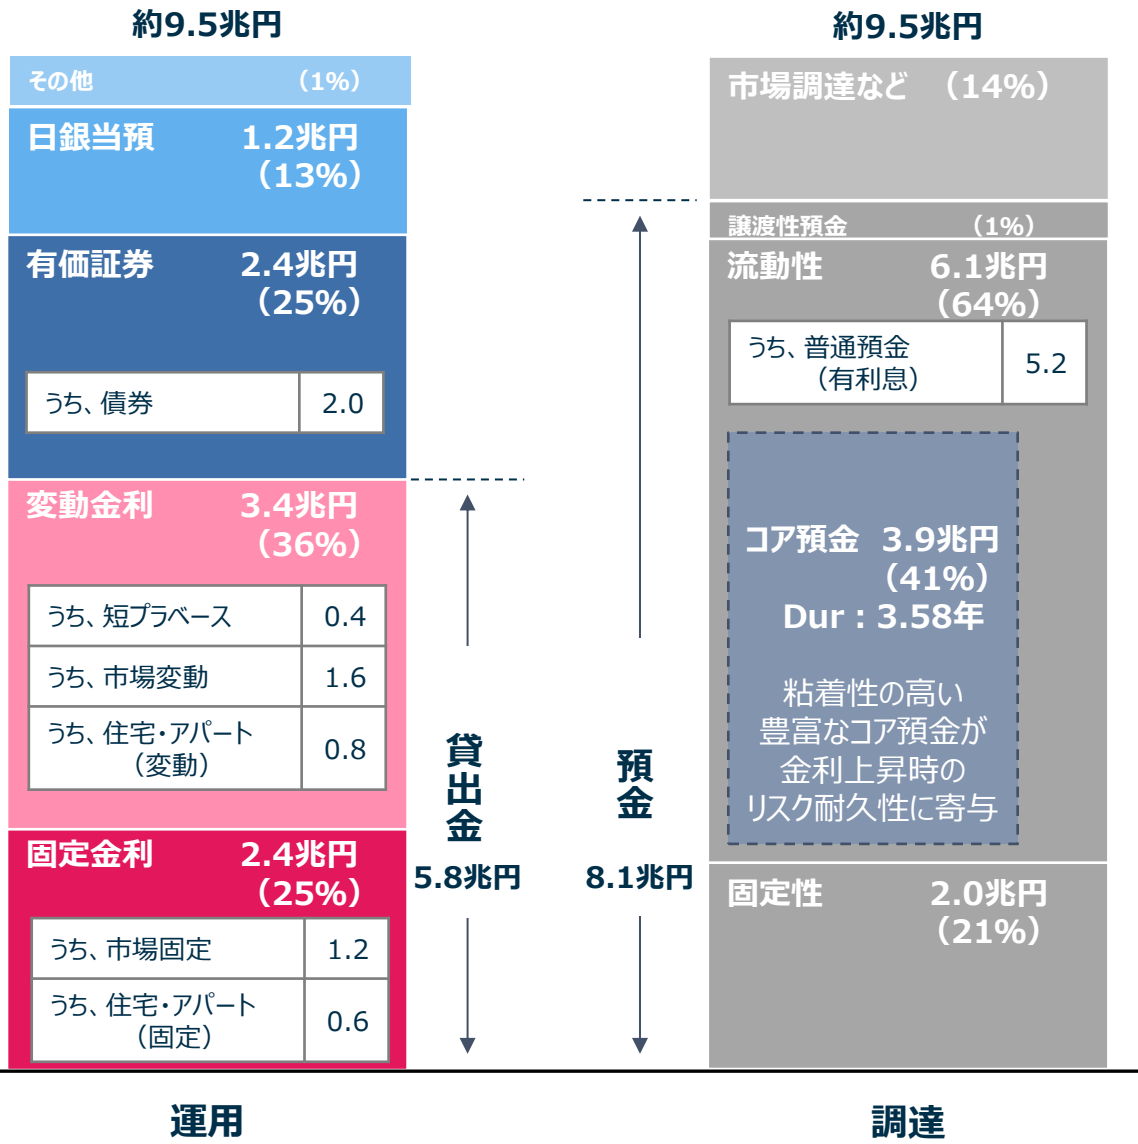 約9.5兆円
その他 （1%）
日銀当預 1.2兆円
（13%）
有価証券 2.4兆円
（25%）
うち、債券 2.0
変動金利 3.4兆円
（36%）
うち、短プラベース 0.4
うち、市場変動 1.6
うち、住宅・アパート
（変動） 0.8
固定金利 2.4兆円
（25%）
うち、市場固定 1.2
うち、住宅・アパート
（固定） 0.6
運用
貸出金
5.8兆円
預金
8.1兆円
約9.5兆円
市場調達など （14%）
譲渡性預金 （1%）
流動性 6.1兆円
（64%）
うち、普通預金
（有利息） 5.2
コア預金 3.9兆円
（41%）
Dur：3.58年
粘着性の高い
豊富なコア預金が
金利上昇時の
リスク耐久性に寄与
固定性 2.0兆円
（21%）
調達